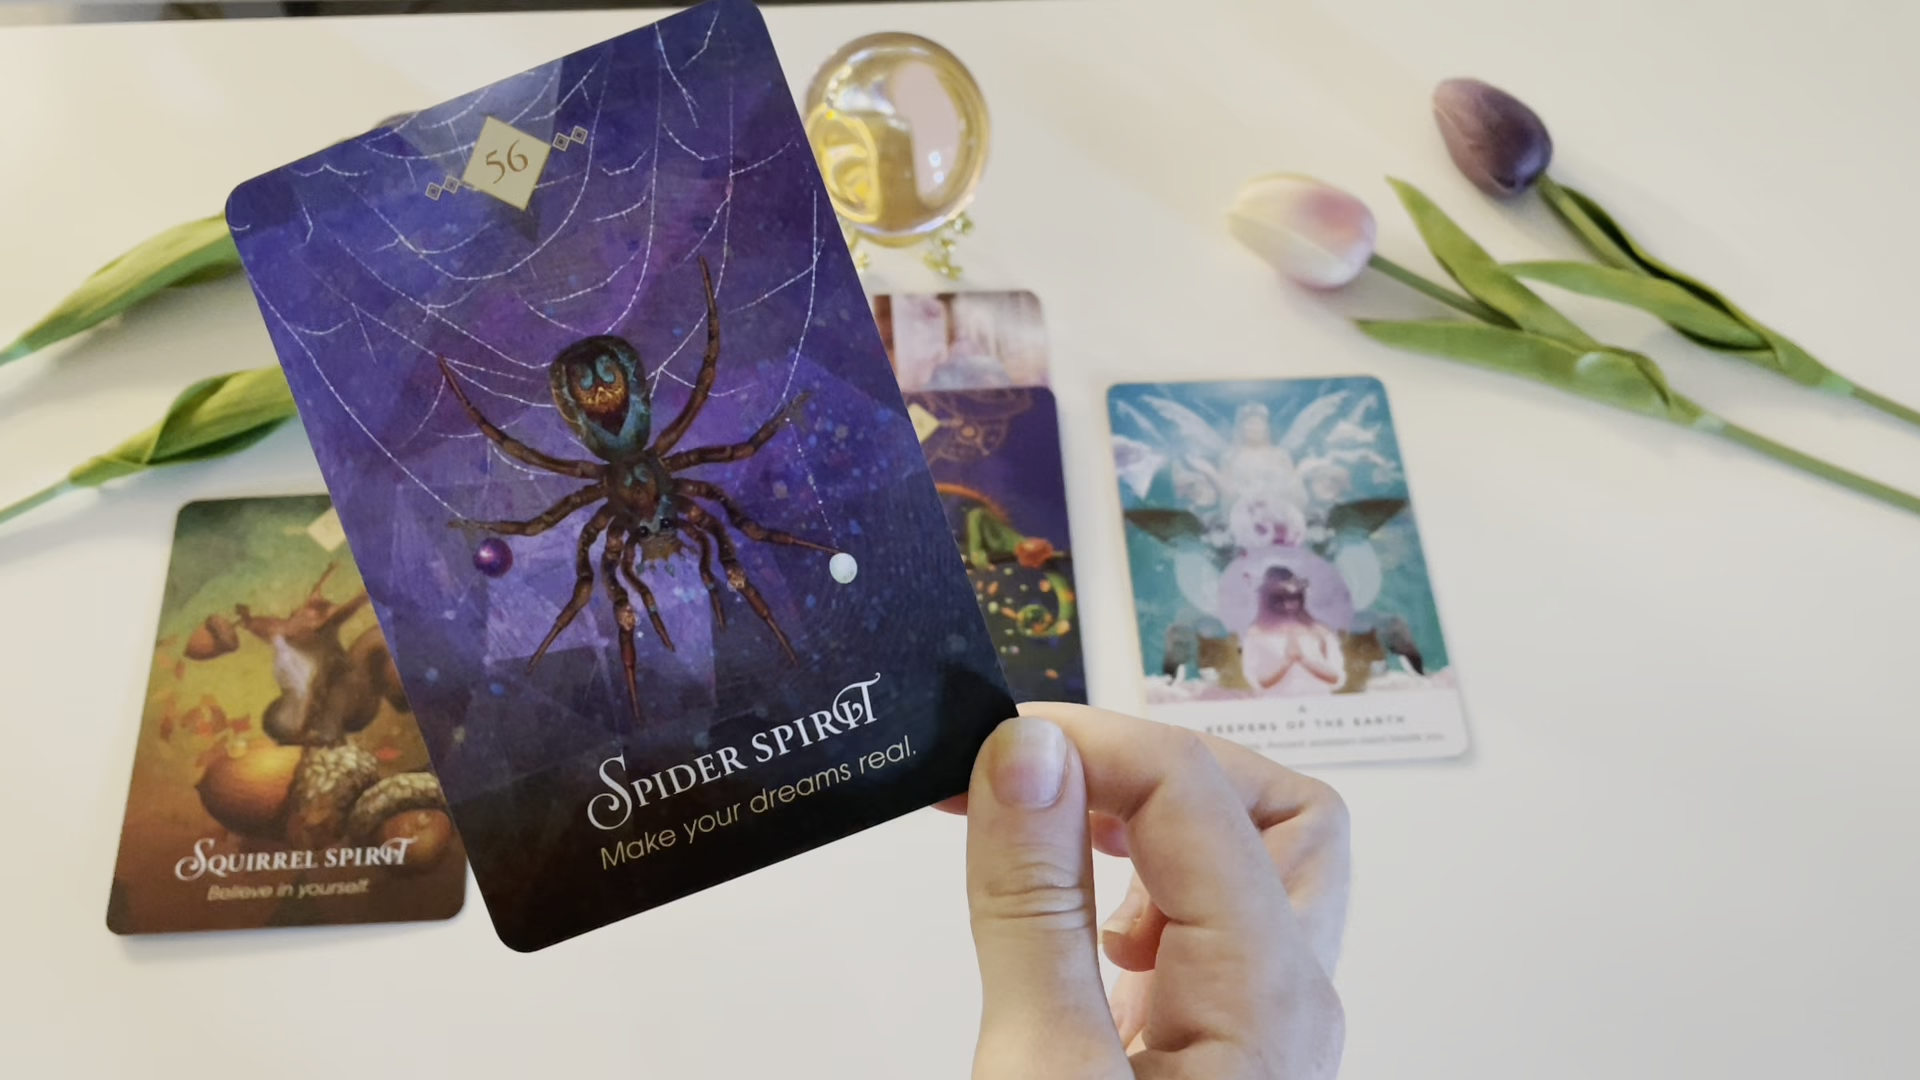 56
SPIDER SPIRIT
Make your dreams real.
SQUIRREL SPIRIT
Believe in yourself.
KEEPERS OF THE EARTH